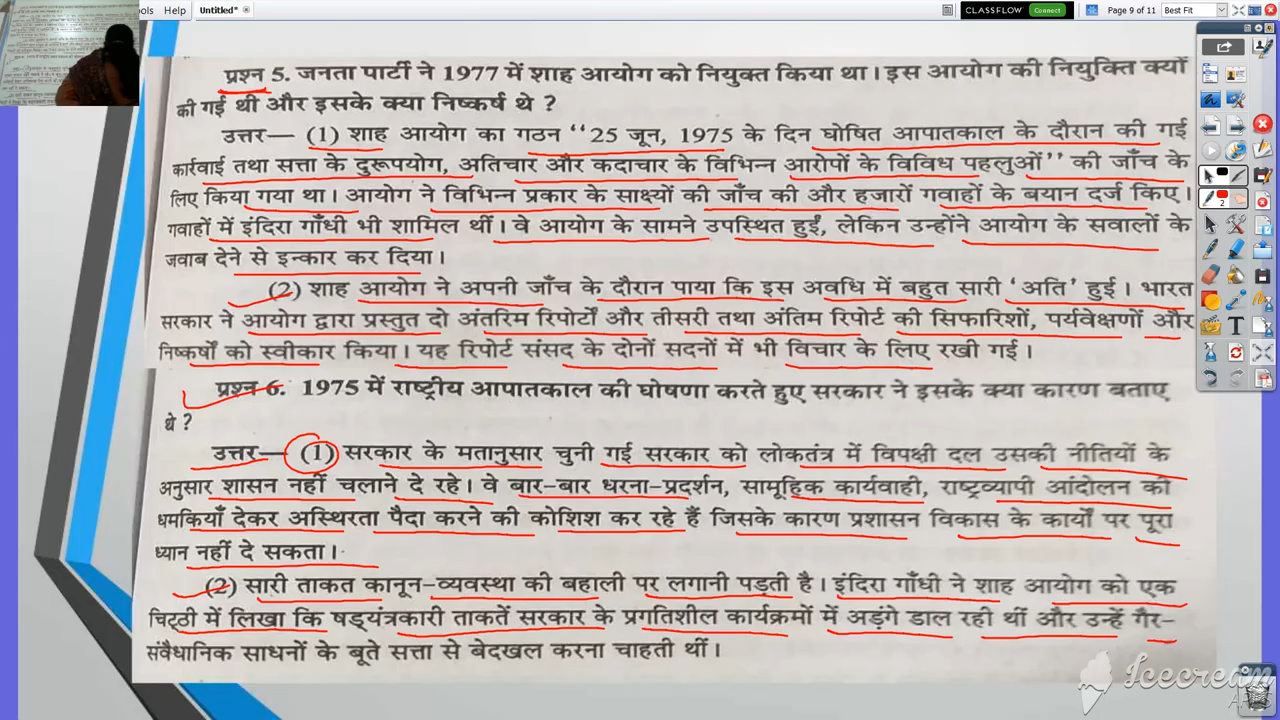 ols Help Untitled*
CLASSFLOW Connect Page 9 of 11 Best Fit
प्रश्न 5. जनता पार्टी ने 1977 में शाह आयोग को नियुक्त किया था। इस आयोग की नियुक्ति क्यों
की गई थी और इसके क्या निष्कर्ष थे ?
उत्तर— (1) शाह आयोग का गठन ‘‘25 जून, 1975 के दिन घोषित आपातकाल के दौरान की गई
कार्रवाई तथा सत्ता के दुरूपयोग, अतिचार और कदाचार के विभिन्न आरोपों के विविध पहलुओं’’ की जाँच के
लिए किया गया था। आयोग ने विभिन्न प्रकार के साक्ष्यों की जाँच की और हजारों गवाहों के बयान दर्ज किए।
गवाहों में इंदिरा गाँधी भी शामिल थीं। वे आयोग के सामने उपस्थित हुईं, लेकिन उन्होंने आयोग के सवालों के
जवाब देने से इन्कार कर दिया।
(2) शाह आयोग ने अपनी जाँच के दौरान पाया कि इस अवधि में बहुत सारी ‘अति’ हुई। भारत
सरकार ने आयोग द्वारा प्रस्तुत दो अंतरिम रिपोर्टों और तीसरी तथा अंतिम रिपोर्ट की सिफारिशों, पर्यवेक्षणों और
निष्कर्षों को स्वीकार किया। यह रिपोर्ट संसद के दोनों सदनों में भी विचार के लिए रखी गई।
प्रश्न 6. 1975 में राष्ट्रीय आपातकाल की घोषणा करते हुए सरकार ने इसके क्या कारण बताए
थे ?
उत्तर— (1) सरकार के मतानुसार चुनी गई सरकार को लोकतंत्र में विपक्षी दल उसकी नीतियों के
अनुसार शासन नहीं चलाने दे रहे। वे बार-बार धरना-प्रदर्शन, सामूहिक कार्यवाही, राष्ट्रव्यापी आंदोलन की
धमकियाँ देकर अस्थिरता पैदा करने की कोशिश कर रहे हैं जिसके कारण प्रशासन विकास के कार्यों पर पूरा
ध्यान नहीं दे सकता।
(2) सारी ताकत कानून-व्यवस्था की बहाली पर लगानी पड़ती है। इंदिरा गाँधी ने शाह आयोग को एक
चिट्ठी में लिखा कि षड्यंत्रकारी ताकतें सरकार के प्रगतिशील कार्यक्रमों में अड़ंगे डाल रही थीं और उन्हें गैर-
संवैधानिक साधनों के बूते सत्ता से बेदखल करना चाहती थीं।
Icecream
APPS